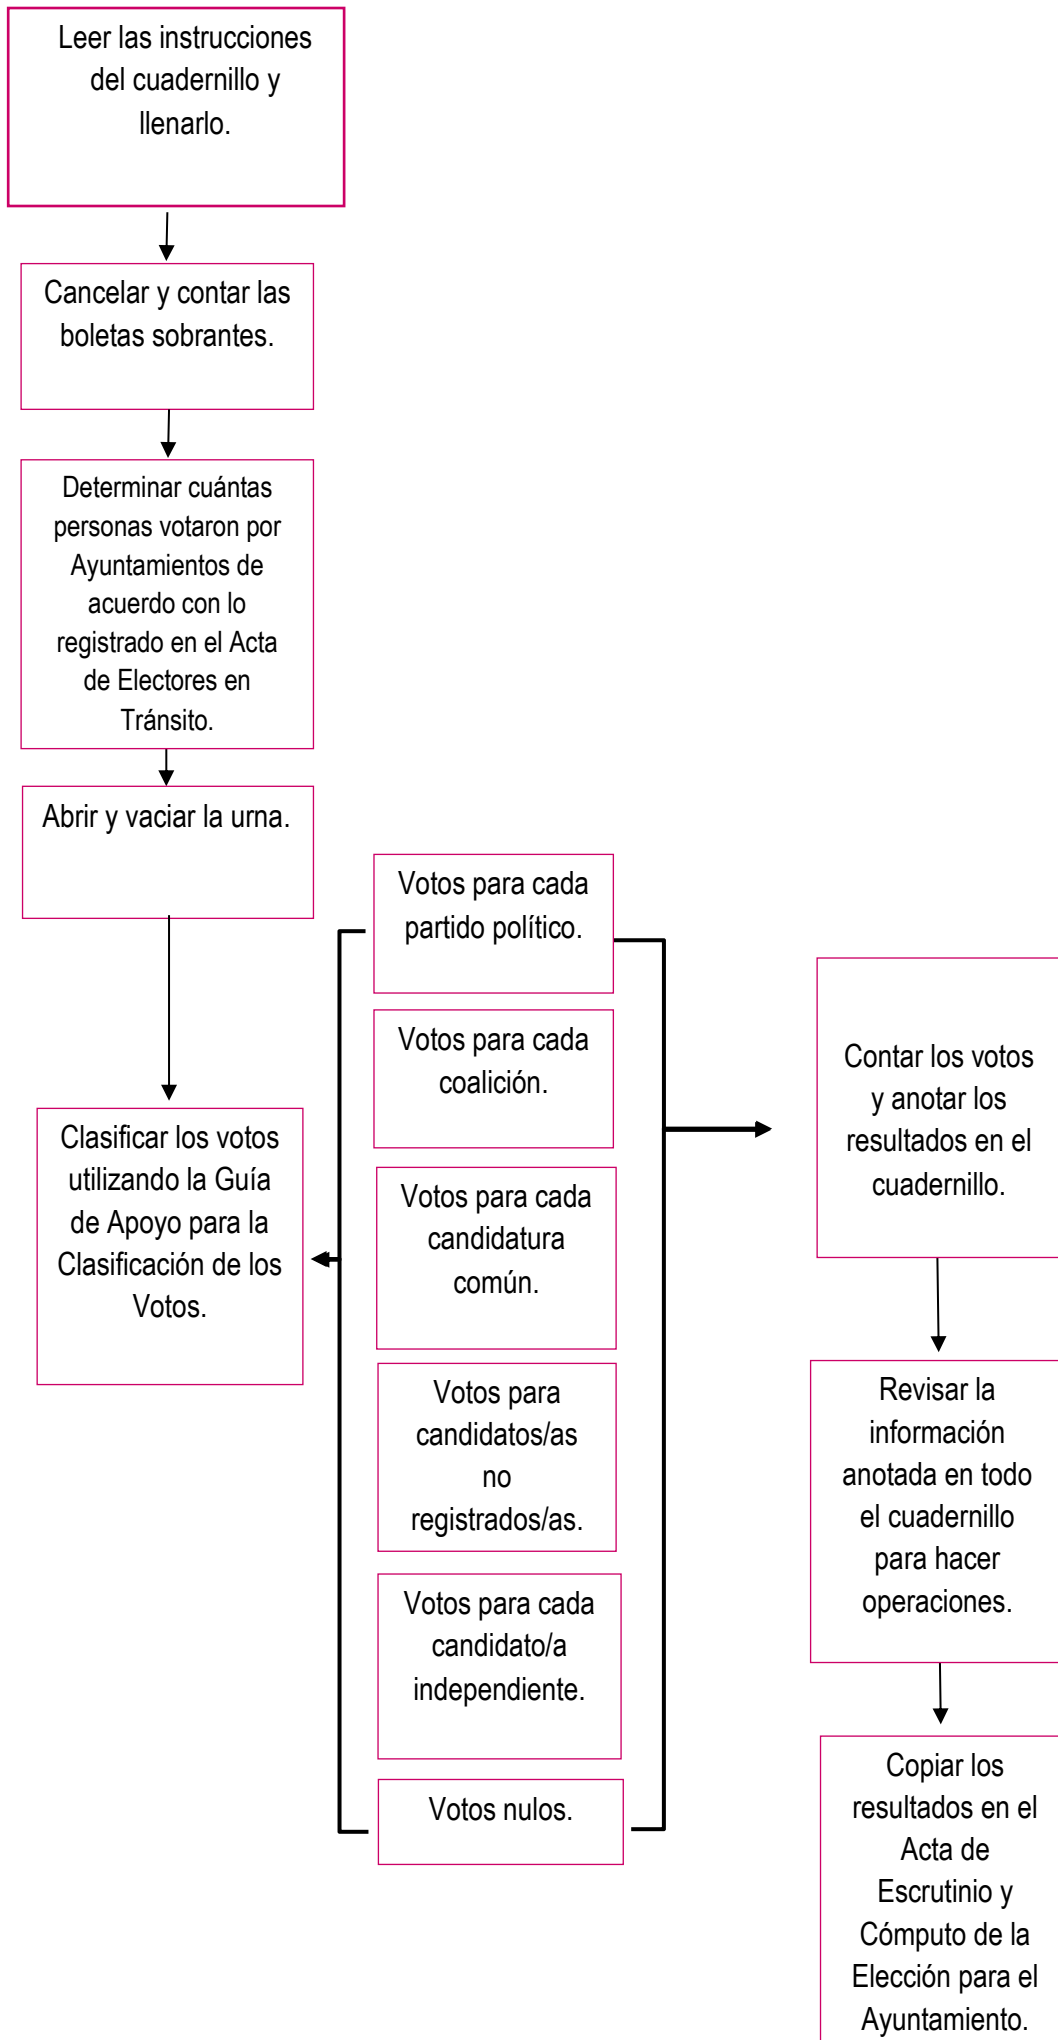 Leer las instrucciones
del cuadernillo y
llenarlo.
Cancelar y contar las
boletas sobrantes.
Determinar cuántas
personas votaron por
Ayuntamientos de
acuerdo con lo
registrado en el Acta
de Electores en
Tránsito.
Abrir y vaciar la urna.
Clasificar los votos
utilizando la Guía
de Apoyo para la
Clasificación de los
Votos.
Votos para cada
partido político.
Votos para cada
coalición.
Votos para cada
candidatura
común.
Votos para
candidatos/as
no
registrados/as.
Votos para cada
candidato/a
independiente.
Votos nulos.
Contar los votos
y anotar los
resultados en el
cuadernillo.
Revisar la
información
anotada en todo
el cuadernillo
para hacer
operaciones.
Copiar los
resultados en el
Acta de
Escrutinio y
Cómputo de la
Elección para el
Ayuntamiento.